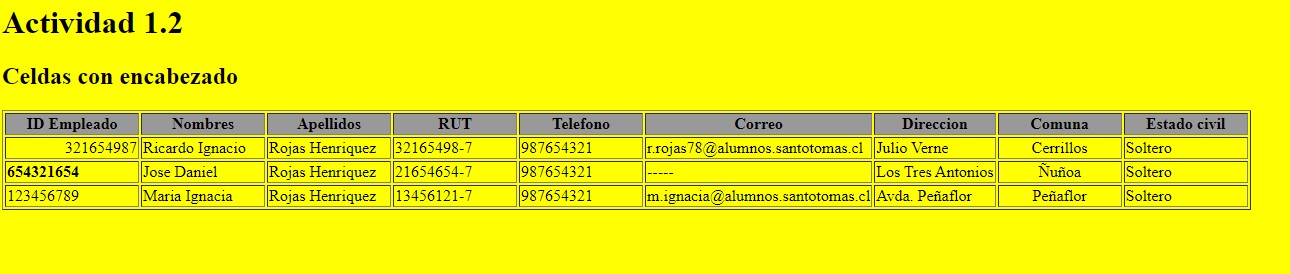 Actividad 1.2
Celdas con encabezado
ID Empleado Nombres Apellidos RUT Telefono Correo Direccion Comuna Estado civil
321654987 Ricardo Ignacio Rojas Henriquez 32165498-7 987654321 r.rojas78@alumnos.santotomas.cl Julio Verne Cerrillos Soltero
654321654 Jose Daniel Rojas Henriquez 21654654-7 987654321 ----- Los Tres Antonios Ñuñoa Soltero
123456789 Maria Ignacia Rojas Henriquez 13456121-7 987654321 m.ignacia@alumnos.santotomas.cl Avda. Peñaflor Peñaflor Soltero